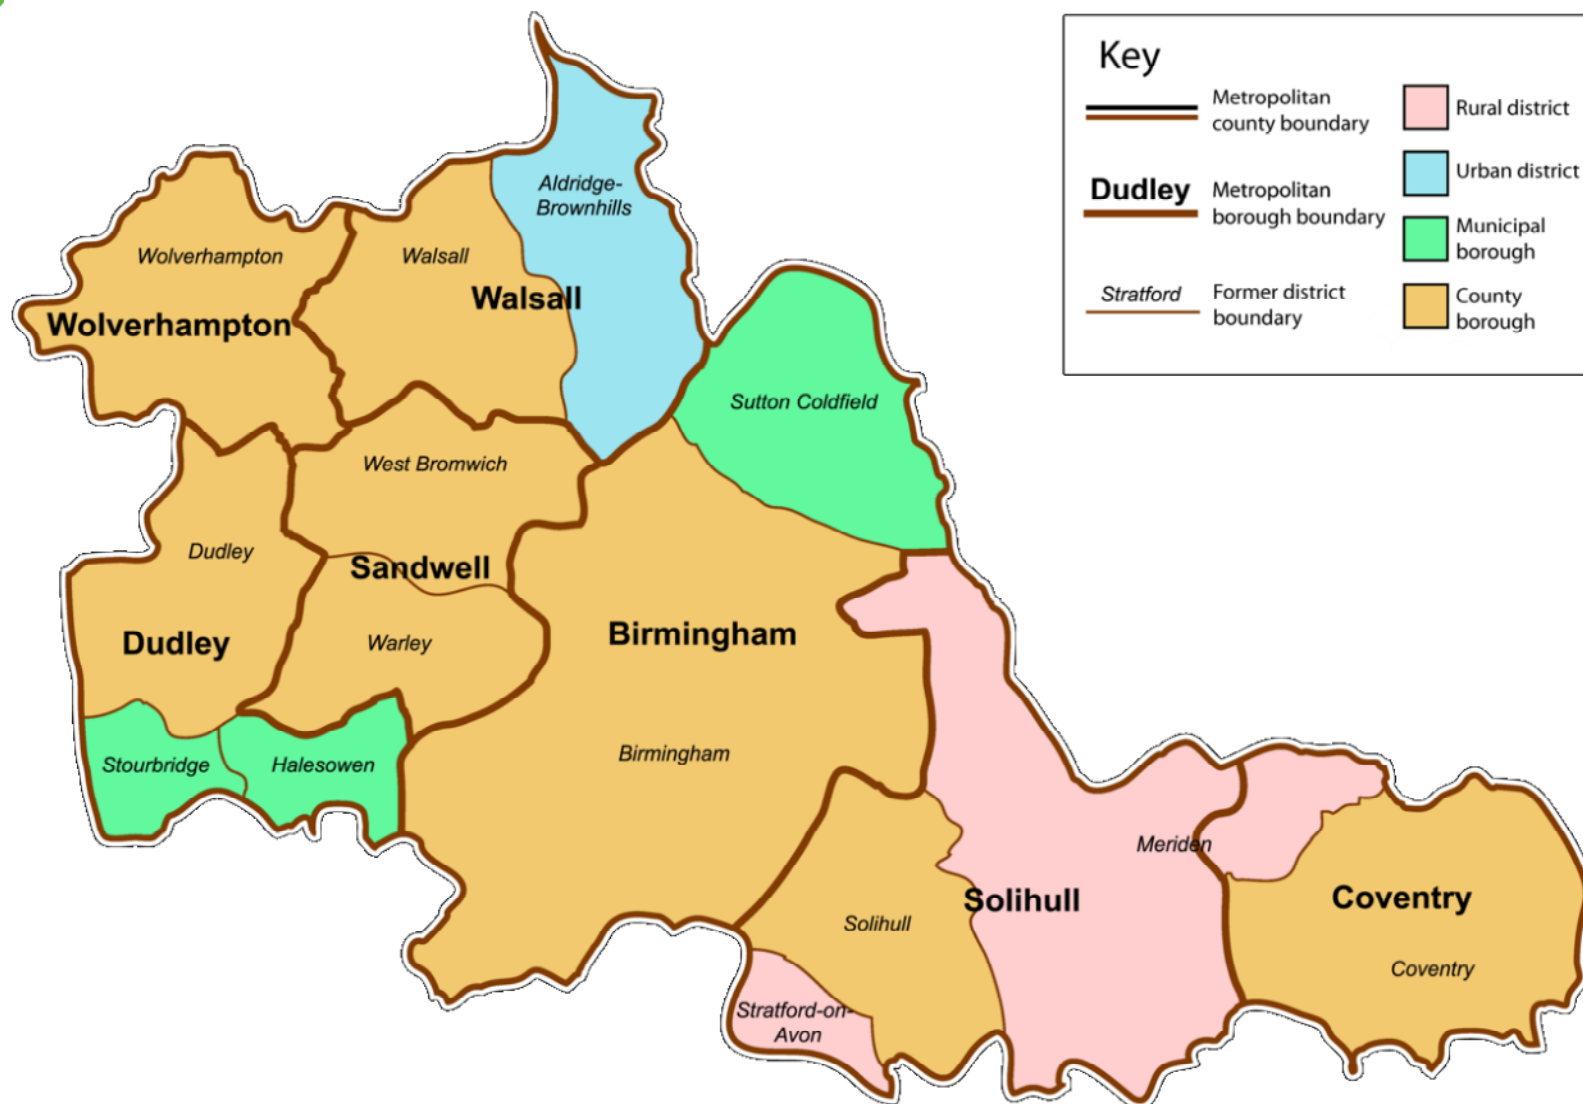 Key
Metropolitan
county boundary
Dudley
Metropolitan
borough boundary
Stratford
Former district
boundary
Rural district
Urban district
Municipal
borough
County
borough
Aldridge-
Brownhills
Wolverhampton
Walsall
Walsall
Wolverhampton
Sutton Coldfield
West Bromwich
Dudley
Sandwell
Dudley
Warley
Birmingham
Birmingham
Stourbridge
Halesowen
Meriden
Solihull
Solihull
Coventry
Coventry
Stratford-on-
Avon